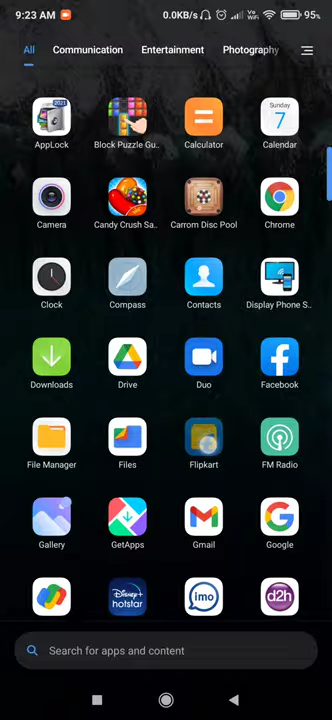 9:23 AM 0.0KB/s Vo WiFi 95%
All Communication Entertainment Photography
2021 Sunday 7
AppLock Block Puzzle Gu.. Calculator Calendar
Camera Candy Crush Sa.. Carrom Disc Pool Chrome
Clock Compass Contacts Display Phone S..
Downloads Drive Duo Facebook
File Manager Files Flipkart FM Radio
Gallery GetApps Gmail Google
Disney+ hotstar imo d2h
Search for apps and content